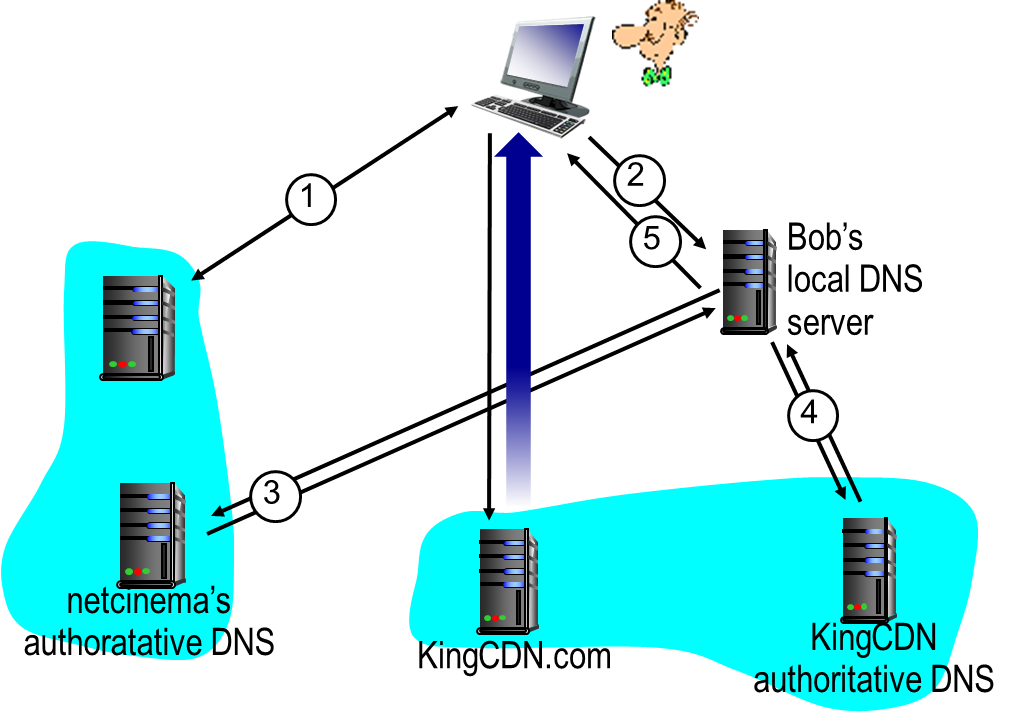 1
2
5
Bob's
local DNS
server
4
3
netcinema's
authoratative DNS
KingCDN.com
KingCDN
authoritative DNS